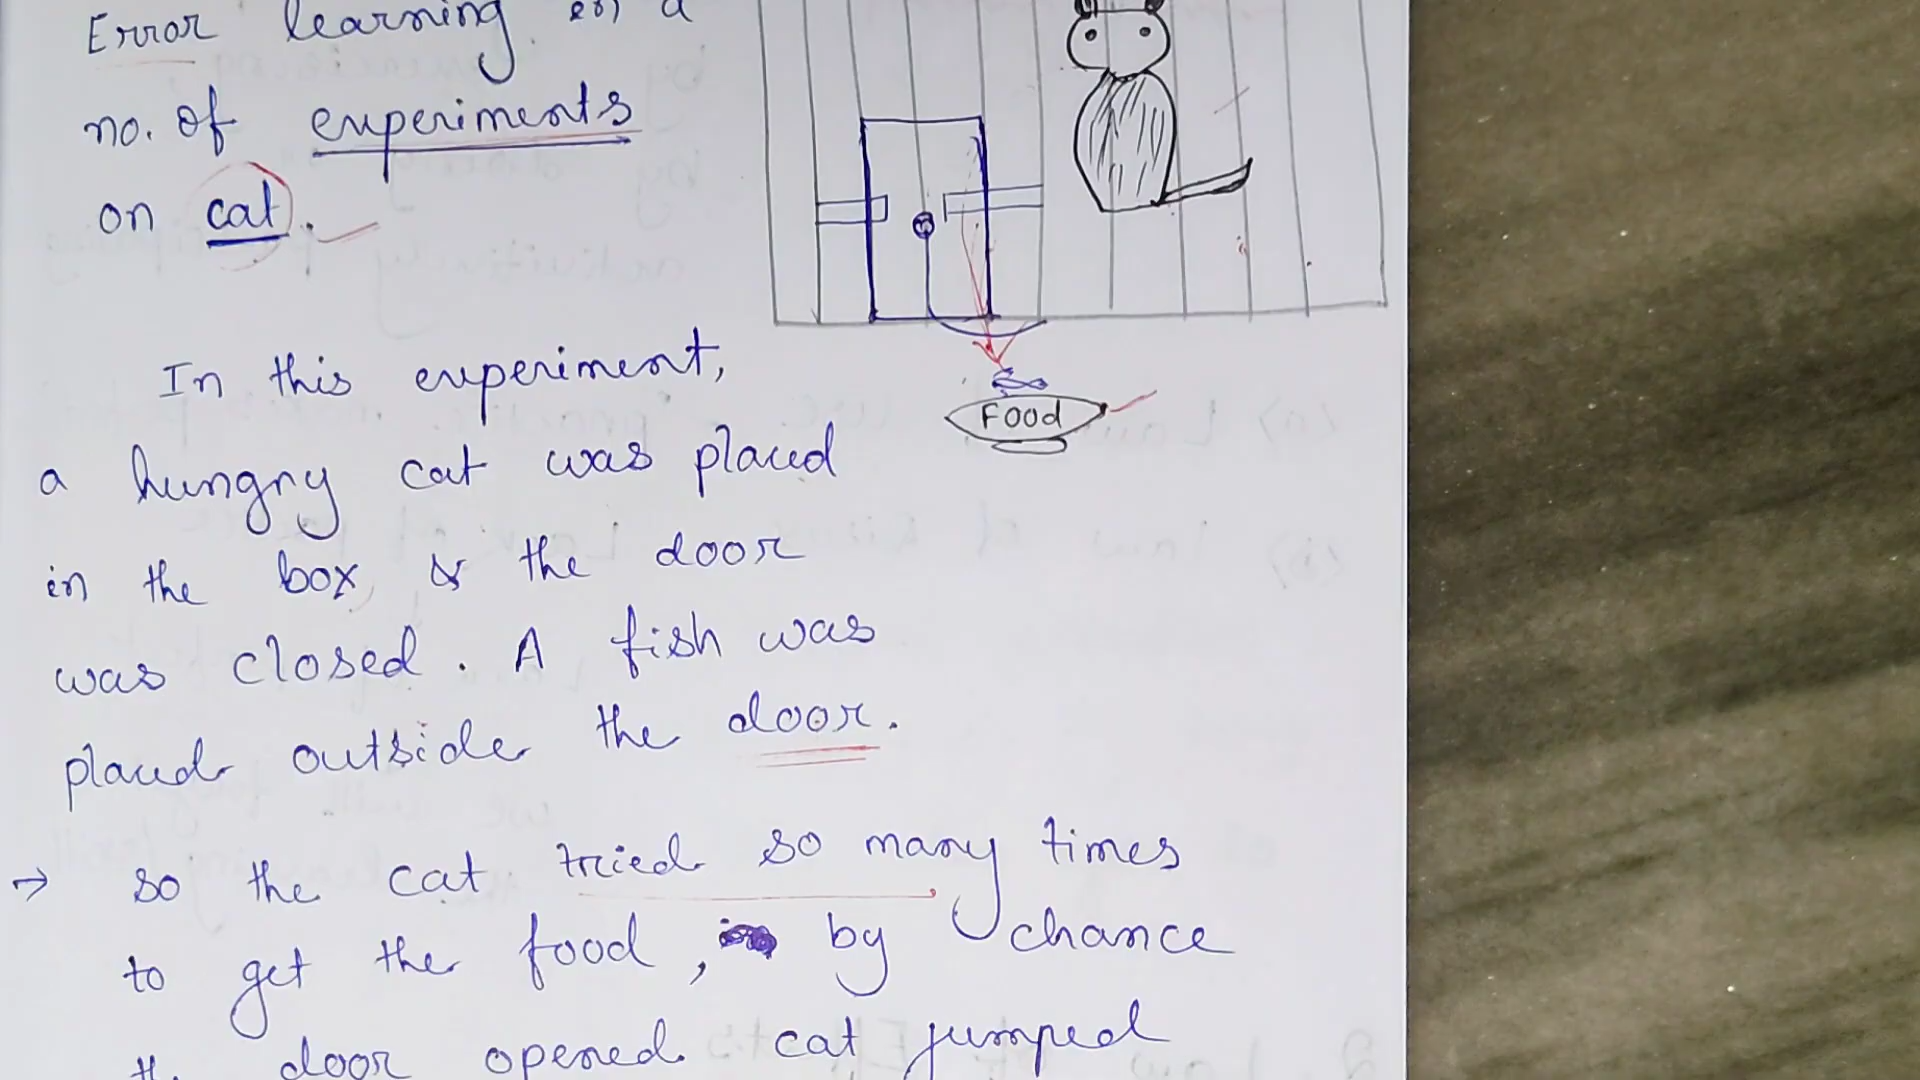 Error learning in a
no. of experiments
on cat.
Food
In this experiment,
a hungry cat was placed
in the box & the door
was closed. A fish was
placed outside the door.
→ so the cat tried so many times
to get the food, by chance
the door opened cat jumped